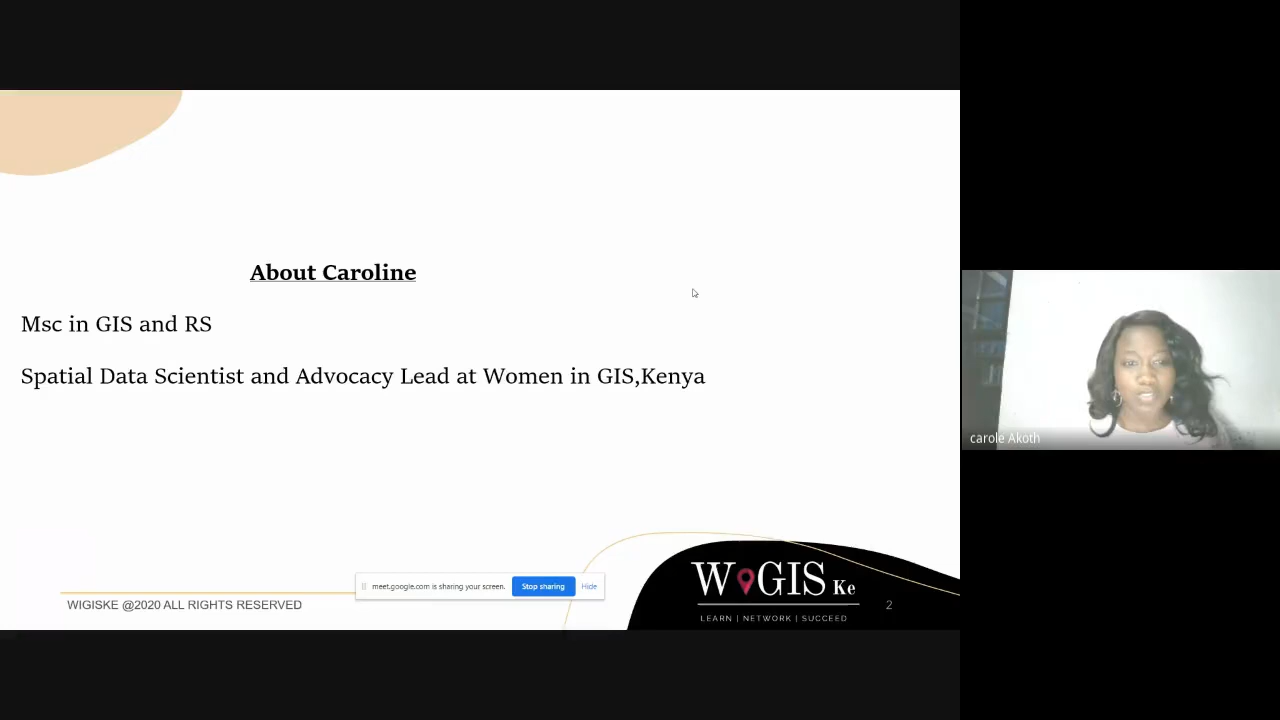 About Caroline
Msc in GIS and RS
Spatial Data Scientist and Advocacy Lead at Women in GIS,Kenya
carole Akoth
meet.google.com is sharing your screen. Stop sharing Hide
WIGISKE @2020 ALL RIGHTS RESERVED
WGIS Ke
LEARN | NETWORK | SUCCEED
2